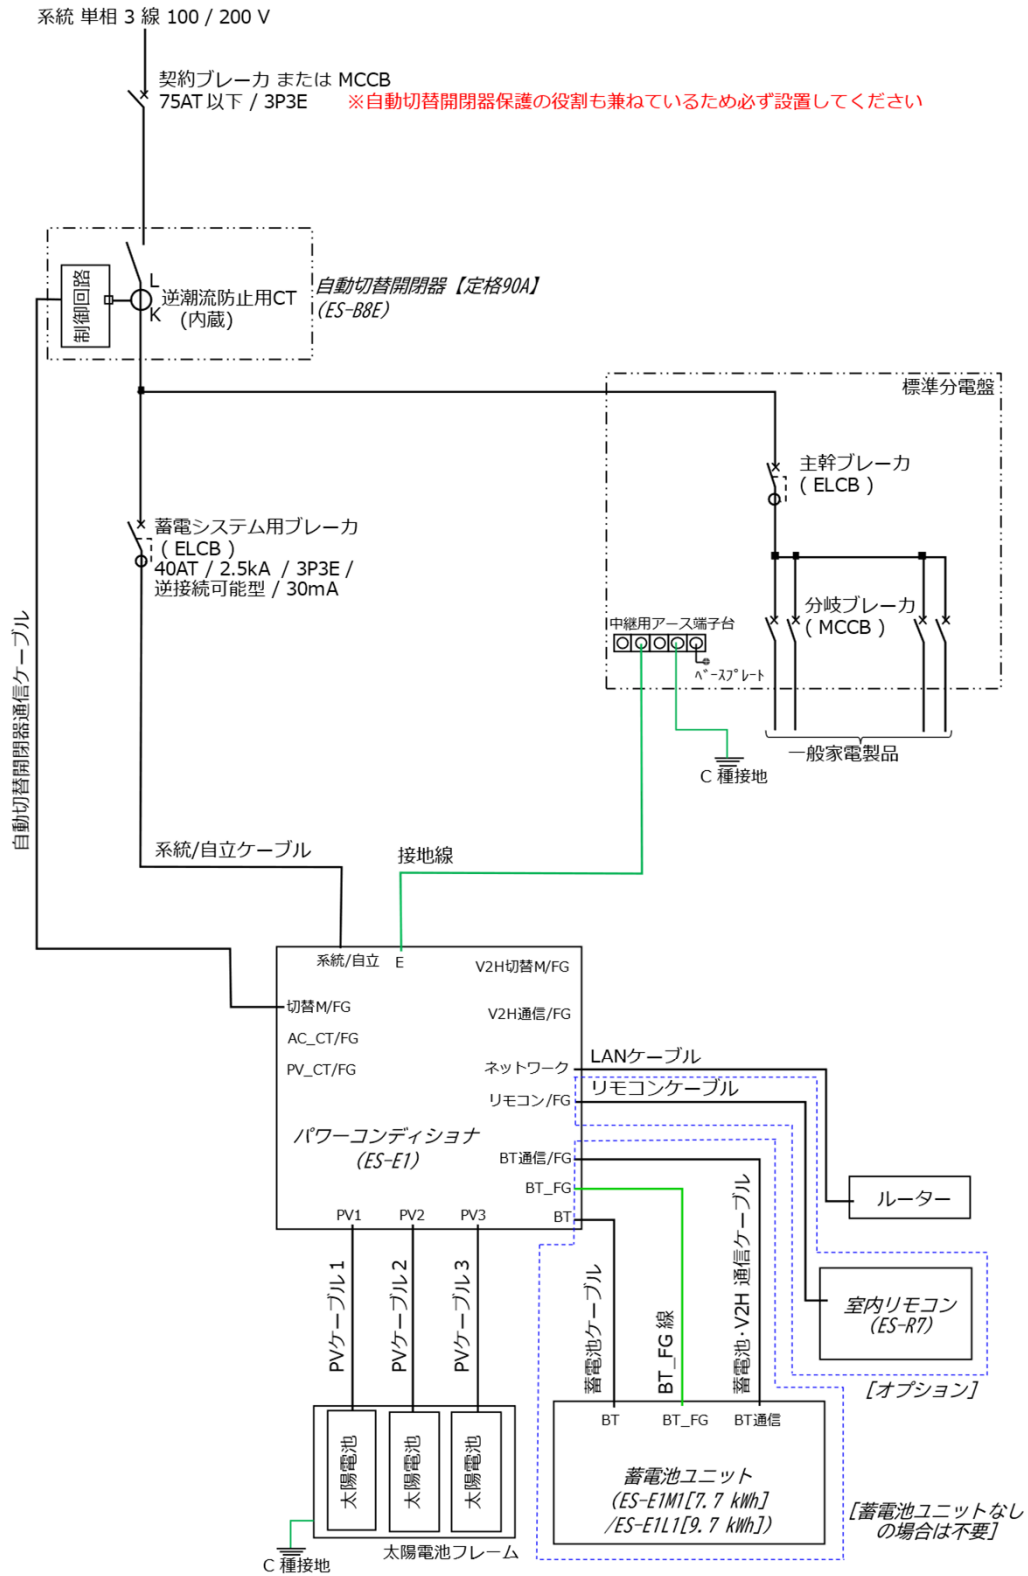 系統 単相 3 線 100 / 200 V
契約ブレーカ または MCCB
75AT 以下 / 3P3E
※自動切替開閉器保護の役割も兼ねているため必ず設置してください
制御回路
L
K
逆潮流防止用CT
(内蔵)
自動切替開閉器【定格90A】
(ES-B8E)
標準分電盤
主幹ブレーカ
( ELCB )
蓄電システム用ブレーカ
( ELCB )
40AT / 2.5kA / 3P3E /
逆接続可能型 / 30mA
分岐ブレーカ
( MCCB )
中継用アース端子台
ﾍﾞｰｽﾌﾟﾚｰﾄ
一般家電製品
C 種接地
自動切替開閉器通信ケーブル
系統/自立ケーブル
接地線
系統/自立
E
V2H切替M/FG
切替M/FG
V2H通信/FG
AC_CT/FG
PV_CT/FG
ネットワーク
LANケーブル
リモコン/FG
リモコンケーブル
パワーコンディショナ
(ES-E1)
BT通信/FG
BT_FG
BT
PV1
PV2
PV3
ルーター
PVケーブル 1
PVケーブル 2
PVケーブル 3
蓄電池ケーブル
BT_FG 線
蓄電池・V2H 通信ケーブル
室内リモコン
(ES-R7)
[オプション]
BT
BT_FG
BT通信
太陽電池
太陽電池
太陽電池
蓄電池ユニット
(ES-E1M1[7.7 kWh]
/ES-E1L1[9.7 kWh])
[蓄電池ユニットなし
の場合は不要]
太陽電池フレーム
C 種接地